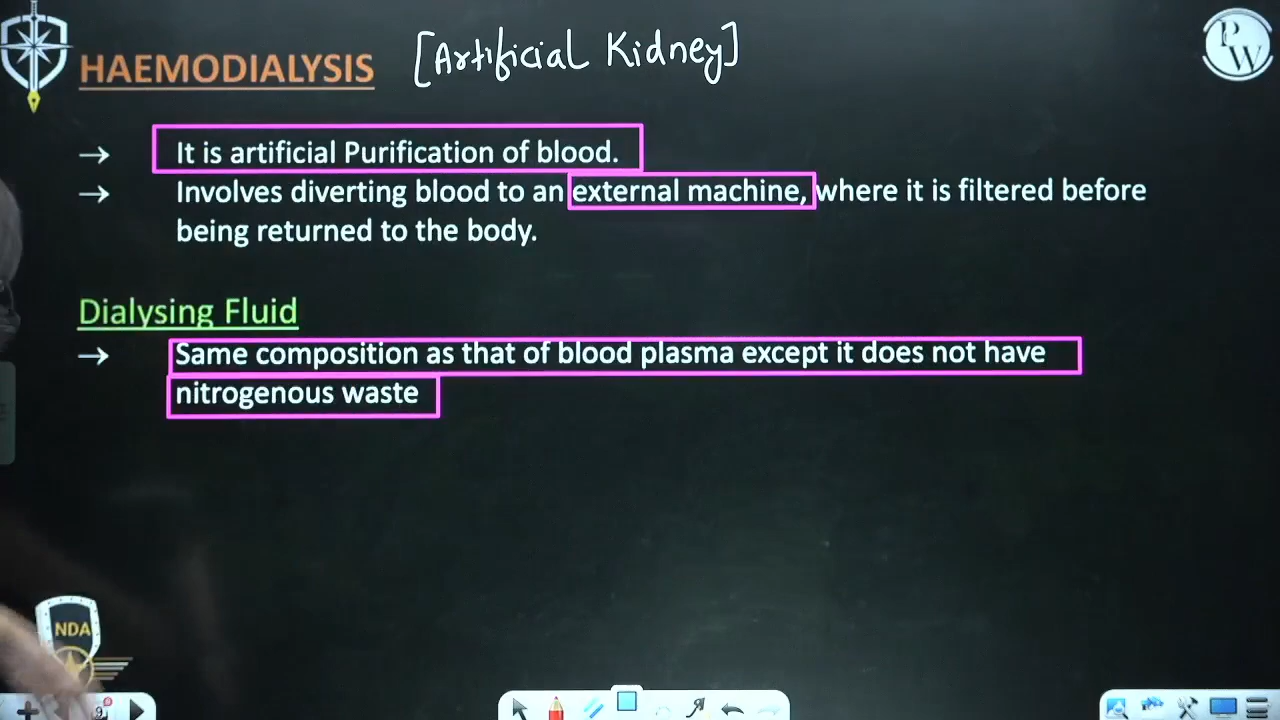 HAEMODIALYSIS [Artificial Kidney]
PW
→ It is artificial Purification of blood.
→ Involves diverting blood to an external machine, where it is filtered before
being returned to the body.
Dialysing Fluid
→ Same composition as that of blood plasma except it does not have
nitrogenous waste
NDA